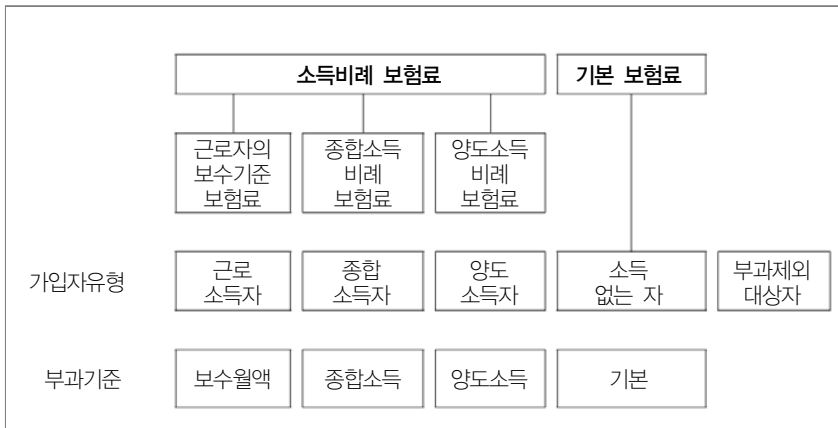 소득비례 보험료
기본 보험료
근로자의
보수기준
보험료
종합소득
비례
보험료
양도소득
비례
보험료
가입자유형
근로
소득자
종합
소득자
양도
소득자
소득
없는 자
부과제외
대상자
부과기준
보수월액
종합소득
양도소득
기본